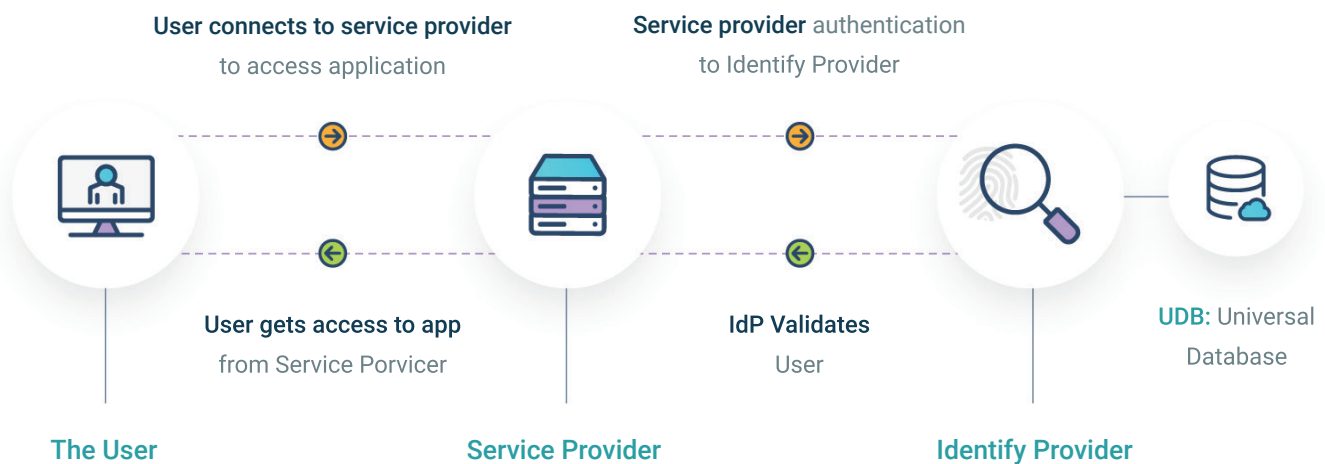 User connects to service provider
to access application
Service provider authentication
to Identify Provider
User gets access to app
from Service Porvicer
IdP Validates
User
UDB: Universal
Database
The User
Service Provider
Identify Provider